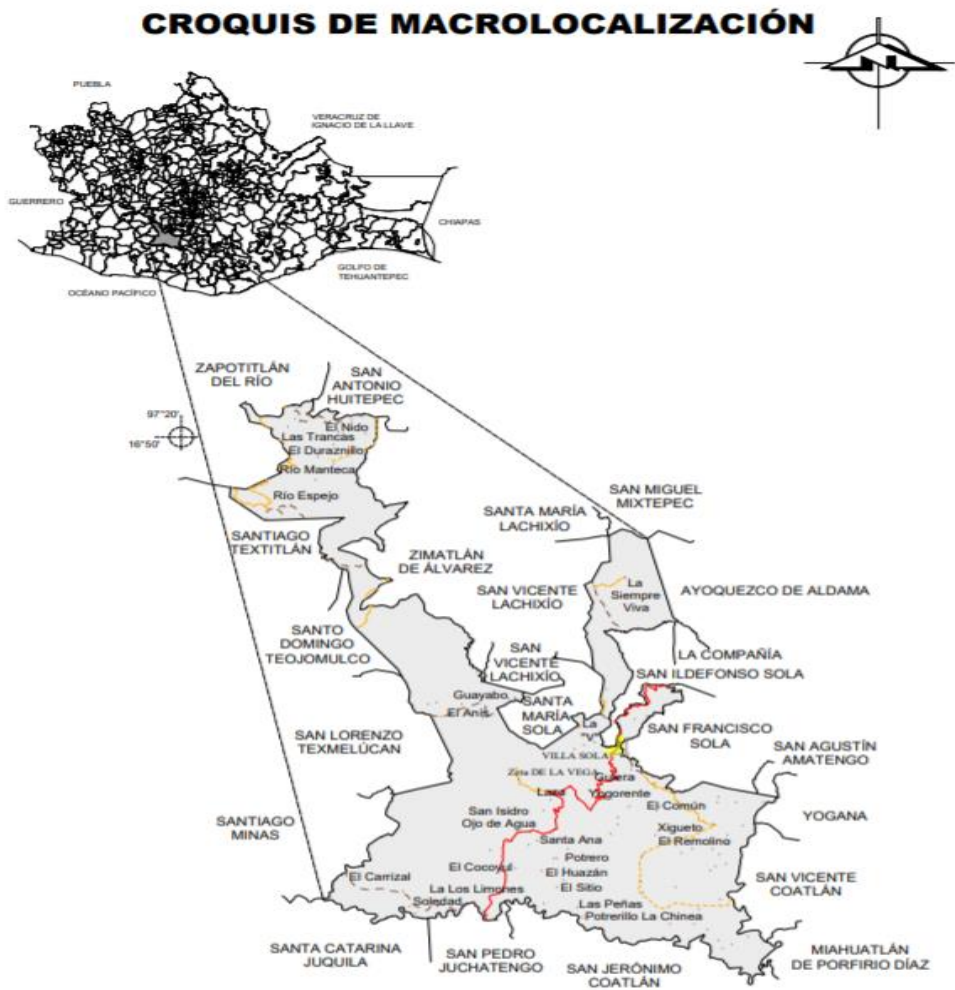 CROQUIS DE MACROLOCALIZACIÓN
PUEBLA
VERACRUZ DE
IGNACIO DE LA LLAVE
GUERRERO
CHIAPAS
GOLFO DE
TEHUANTEPEC
OCÉANO PACÍFICO
ZAPOTITLÁN
DEL RÍO
SAN
ANTONIO
HUITEPEC
97°20'
16°50'
El Nido
Las Trancas
El Duraznillo
Río Manteca
Río Espejo
SAN MIGUEL
MIXTEPEC
SANTA MARÍA
LACHIXÍO
SANTIAGO
TEXTITLÁN
ZIMATLÁN
DE ÁLVAREZ
SAN VICENTE
LACHIXÍO
La
Siempre
Viva
AYOQUEZCO DE ALDAMA
SANTO
DOMINGO
TEOJOMULCO
SAN
VICENTE
LACHIXÍO
LA COMPAÑÍA
SAN ILDEFONSO SOLA
Guayabo
El Anís
SANTA
MARÍA
SOLA
La
"V"
SAN FRANCISCO
SOLA
SAN LORENZO
TEXMELÚCAN
VILLA SOLA
DE LA VEGA
SAN AGUSTÍN
AMATENGO
Gulera
Yogorente
El Común
San Isidro
Ojo de Agua
SANTIAGO
MINAS
YOGANA
Xigueto
El Remolino
Santa Ana
Potrero
El Cocoyul
El Huazán
El Carrizal
El Sitio
SAN VICENTE
COATLÁN
La Los Limones
Soledad
Las Peñas
Potrerillo La Chinea
SANTA CATARINA
JUQUILA
SAN PEDRO
JUCHATENGO
SAN JERÓNIMO
COATLÁN
MIAHUATLÁN
DE PORFIRIO DÍAZ